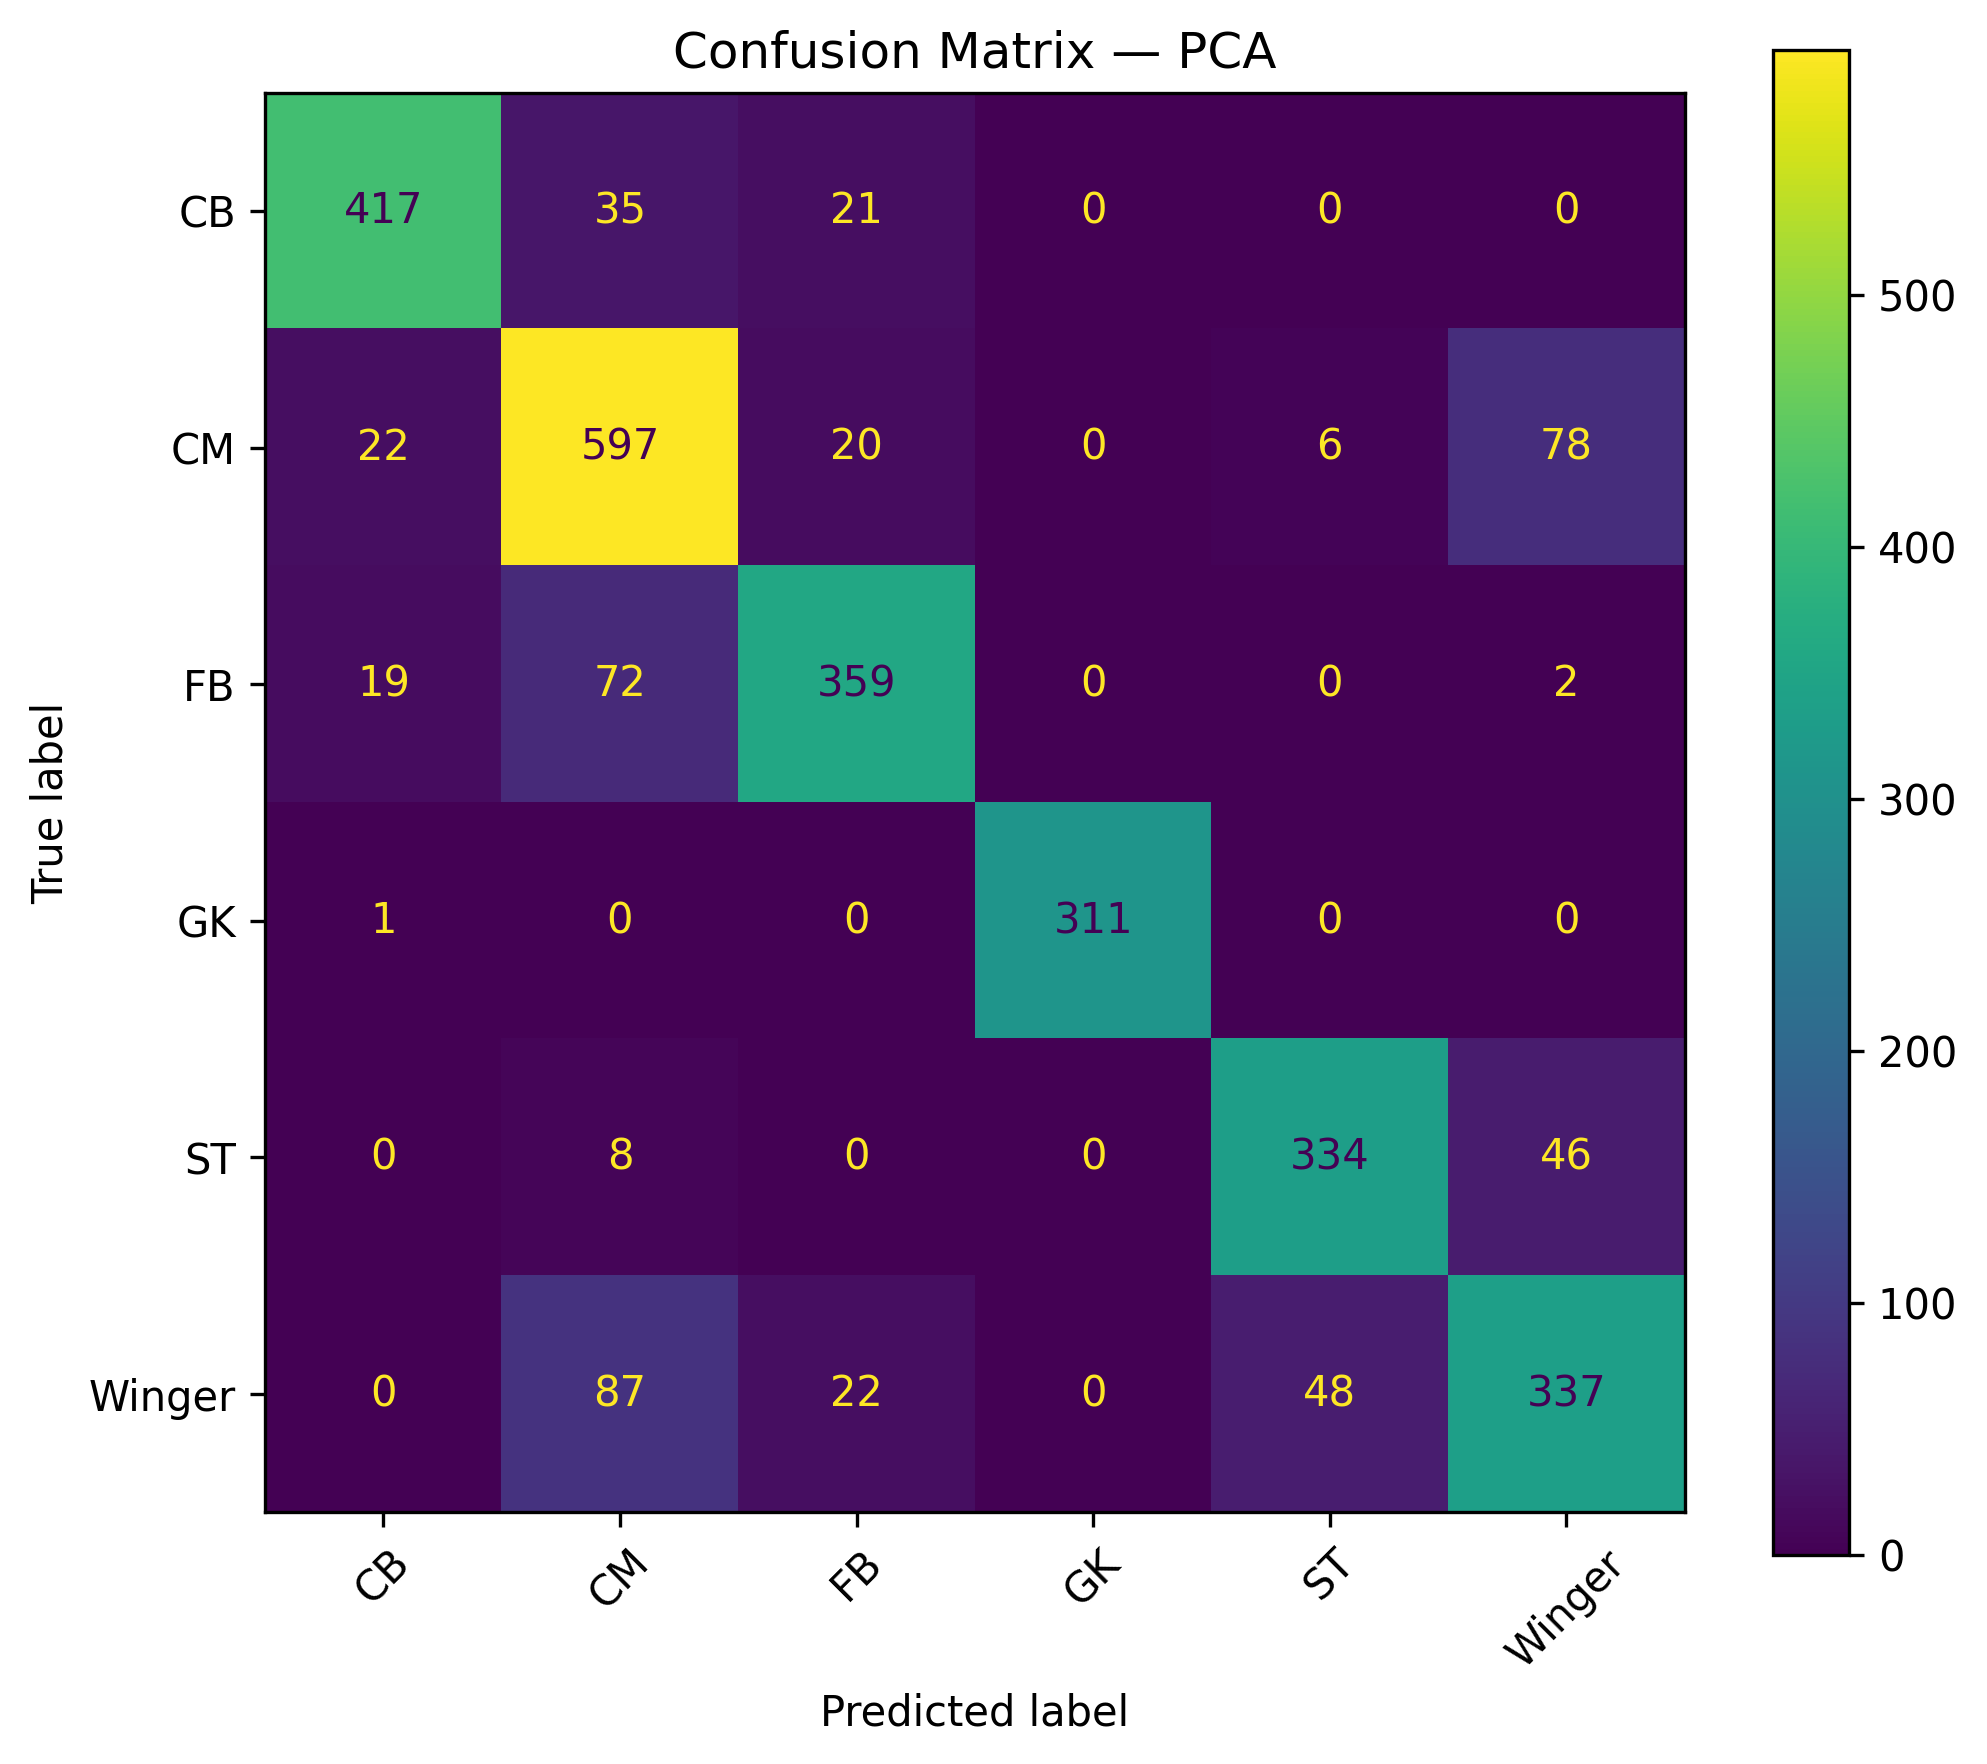 Confusion Matrix — PCA
CB 417 35 21 0 0 0
CM 22 597 20 0 6 78
FB 19 72 359 0 0 2
GK 1 0 0 311 0 0
ST 0 8 0 0 334 46
Winger 0 87 22 0 48 337
CB CM FB GK ST Winger
Predicted label
True label
500
400
300
200
100
0